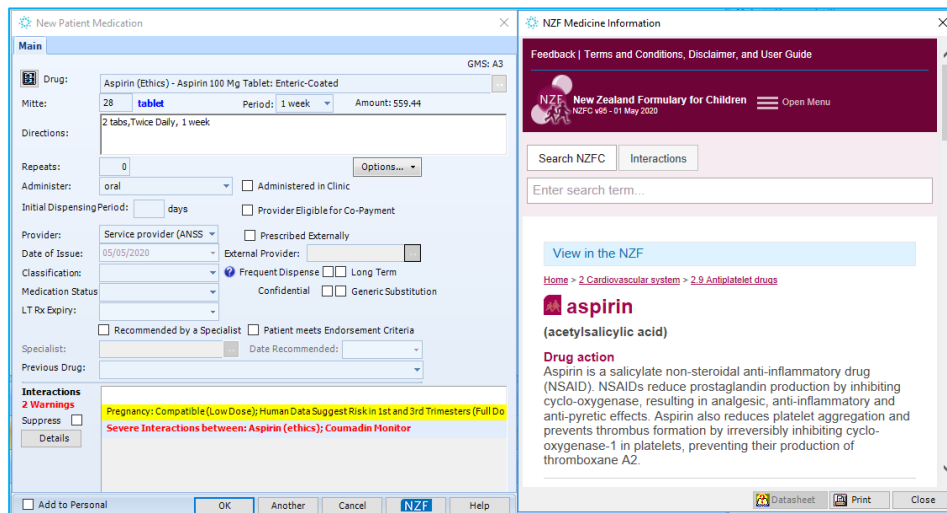 New Patient Medication
Main
GMS: A3
Drug: Aspirin (Ethics) - Aspirin 100 Mg Tablet: Enteric-Coated ...
Mitte: 28 tablet Period: 1 week Amount: 559.44
Directions: 2 tabs,Twice Daily, 1 week
Repeats: 0 Options...
Administer: oral Administered in Clinic
Initial Dispensing Period: days Provider Eligible for Co-Payment
Provider: Service provider (ANSS Prescribed Externally
Date of Issue: 05/05/2020 External Provider: ...
Classification: ? Frequent Dispense Long Term
Medication Status Confidential Generic Substitution
LT Rx Expiry:
Recommended by a Specialist Patient meets Endorsement Criteria
Specialist: ... Date Recommended:
Previous Drug:
Interactions
2 Warnings
Suppress
Details
Pregnancy: Compatible (Low Dose); Human Data Suggest Risk in 1st and 3rd Trimesters (Full Do
Severe Interactions between: Aspirin (ethics); Coumadin Monitor
Add to Personal OK Another Cancel NZF Help
NZF Medicine Information
Feedback | Terms and Conditions, Disclaimer, and User Guide
NZF New Zealand Formulary for Children Open Menu
NZFC v95 - 01 May 2020
Search NZFC Interactions
Enter search term...
View in the NZF
Home > 2 Cardiovascular system > 2.9 Antiplatelet drugs
aspirin
(acetylsalicylic acid)
Drug action
Aspirin is a salicylate non-steroidal anti-inflammatory drug
(NSAID). NSAIDs reduce prostaglandin production by inhibiting
cyclo-oxygenase, resulting in analgesic, anti-inflammatory and
anti-pyretic effects. Aspirin also reduces platelet aggregation and
prevents thrombus formation by irreversibly inhibiting cyclo-
oxygenase-1 in platelets, preventing their production of
thromboxane A2.
Datasheet Print Close